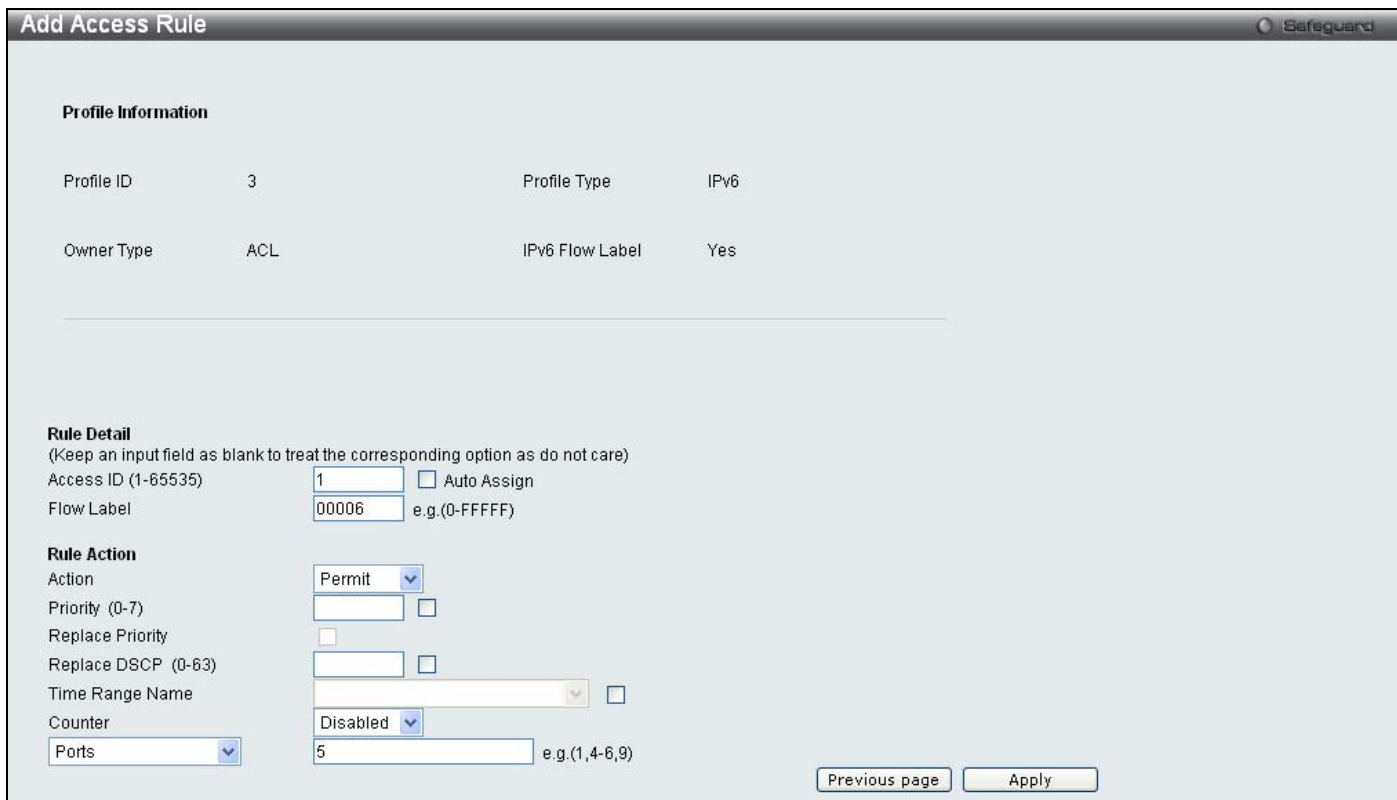 Add Access Rule
Safeguard
Profile Information
Profile ID 3 Profile Type IPv6
Owner Type ACL IPv6 Flow Label Yes
Rule Detail
(Keep an input field as blank to treat the corresponding option as do not care)
Access ID (1-65535) 1 Auto Assign
Flow Label 00006 e.g.(0-FFFFF)
Rule Action
Action Permit
Priority (0-7)
Replace Priority
Replace DSCP (0-63)
Time Range Name
Counter Disabled
Ports 5 e.g.(1,4-6,9)
Previous page Apply